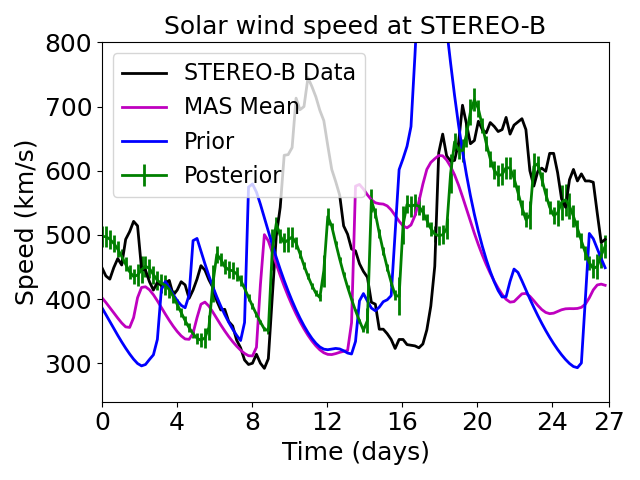 Solar wind speed at STEREO-B
800
700
600
500
400
300
Speed (km/s)
STEREO-B Data
MAS Mean
Prior
Posterior
0 4 8 12 16 20 24 27
Time (days)